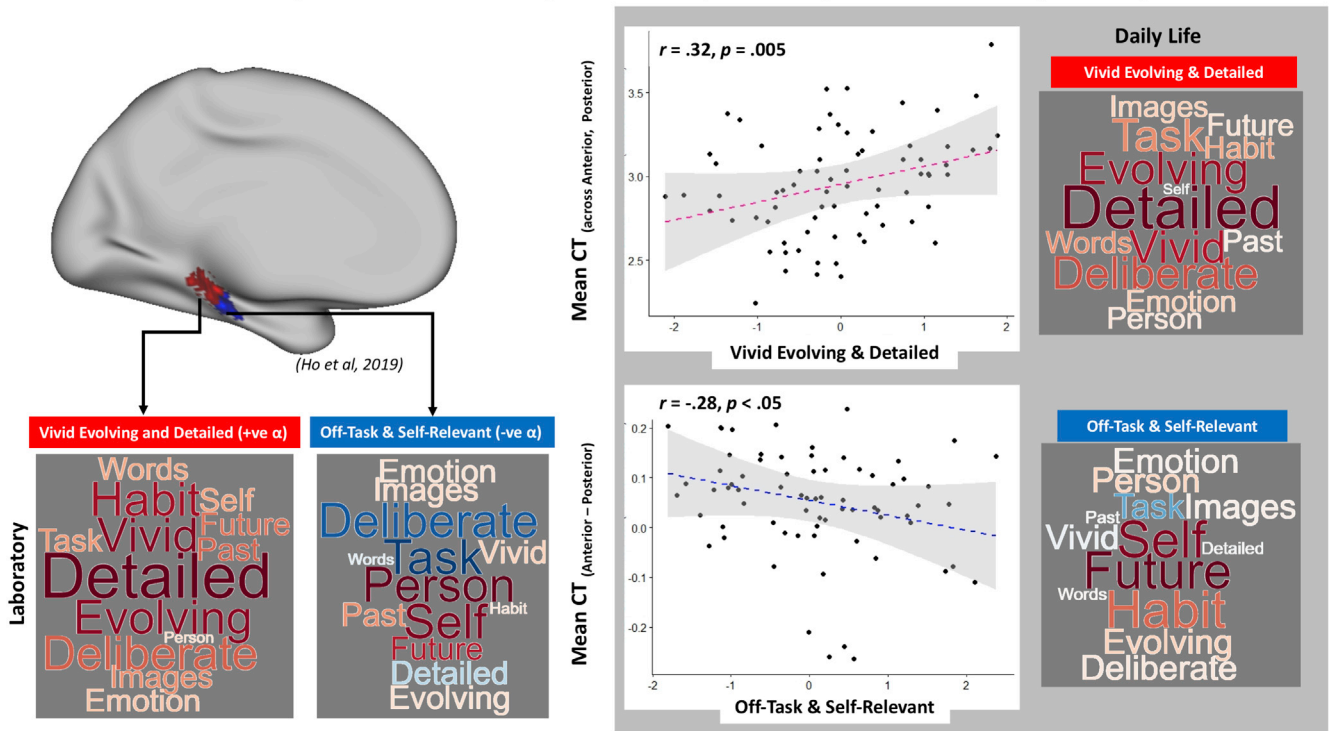 (Ho et al, 2019)
Laboratory
Vivid Evolving and Detailed (+ve α)
Words
Habit Self
Vivid Future
Task Past
Detailed
Evolving
Person
Deliberate
Images
Emotion
Off-Task & Self-Relevant (-ve α)
Emotion
Images
Deliberate
Words Task Vivid
Person
Past Self Habit
Future
Detailed
Evolving
r = .32, p = .005
Mean CT (across Anterior, Posterior)
3.5
3.0
2.5
-2 -1 0 1 2
Vivid Evolving & Detailed
Daily Life
Vivid Evolving & Detailed
Images
Task Future
Habit
Evolving
Self
Detailed
Words Vivid Past
Deliberate
Emotion
Person
r = -.28, p < .05
Mean CT (Anterior – Posterior)
0.2
0.1
0.0
-0.1
-0.2
-2 -1 0 1 2
Off-Task & Self-Relevant
Off-Task & Self-Relevant
Emotion
Person
Task Images
Past
Vivid Self Detailed
Future
Words
Habit
Evolving
Deliberate